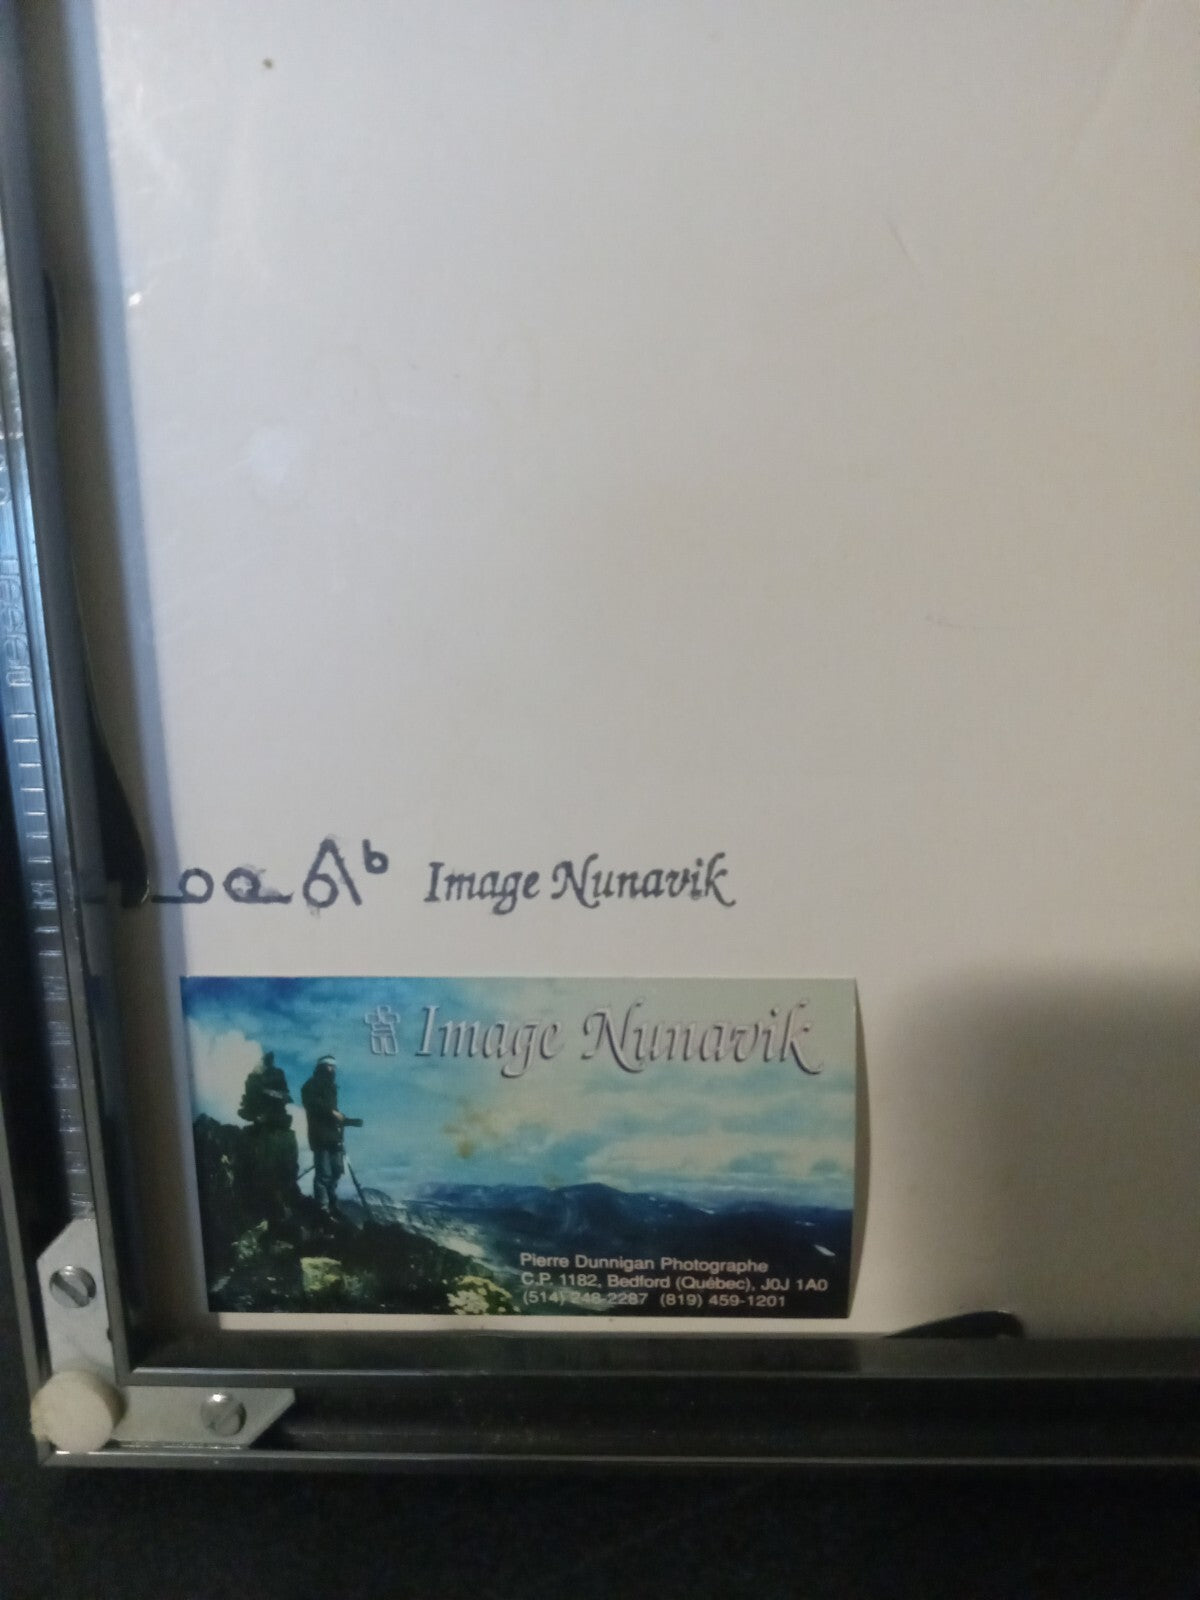 ᓄᓇᕕᒃ Image Nunavik
Image Nunavik
Pierre Dunnigan Photographe
C.P. 1182, Bedford (Québec), J0J 1A0
(514) 248-2287 (819) 459-1201